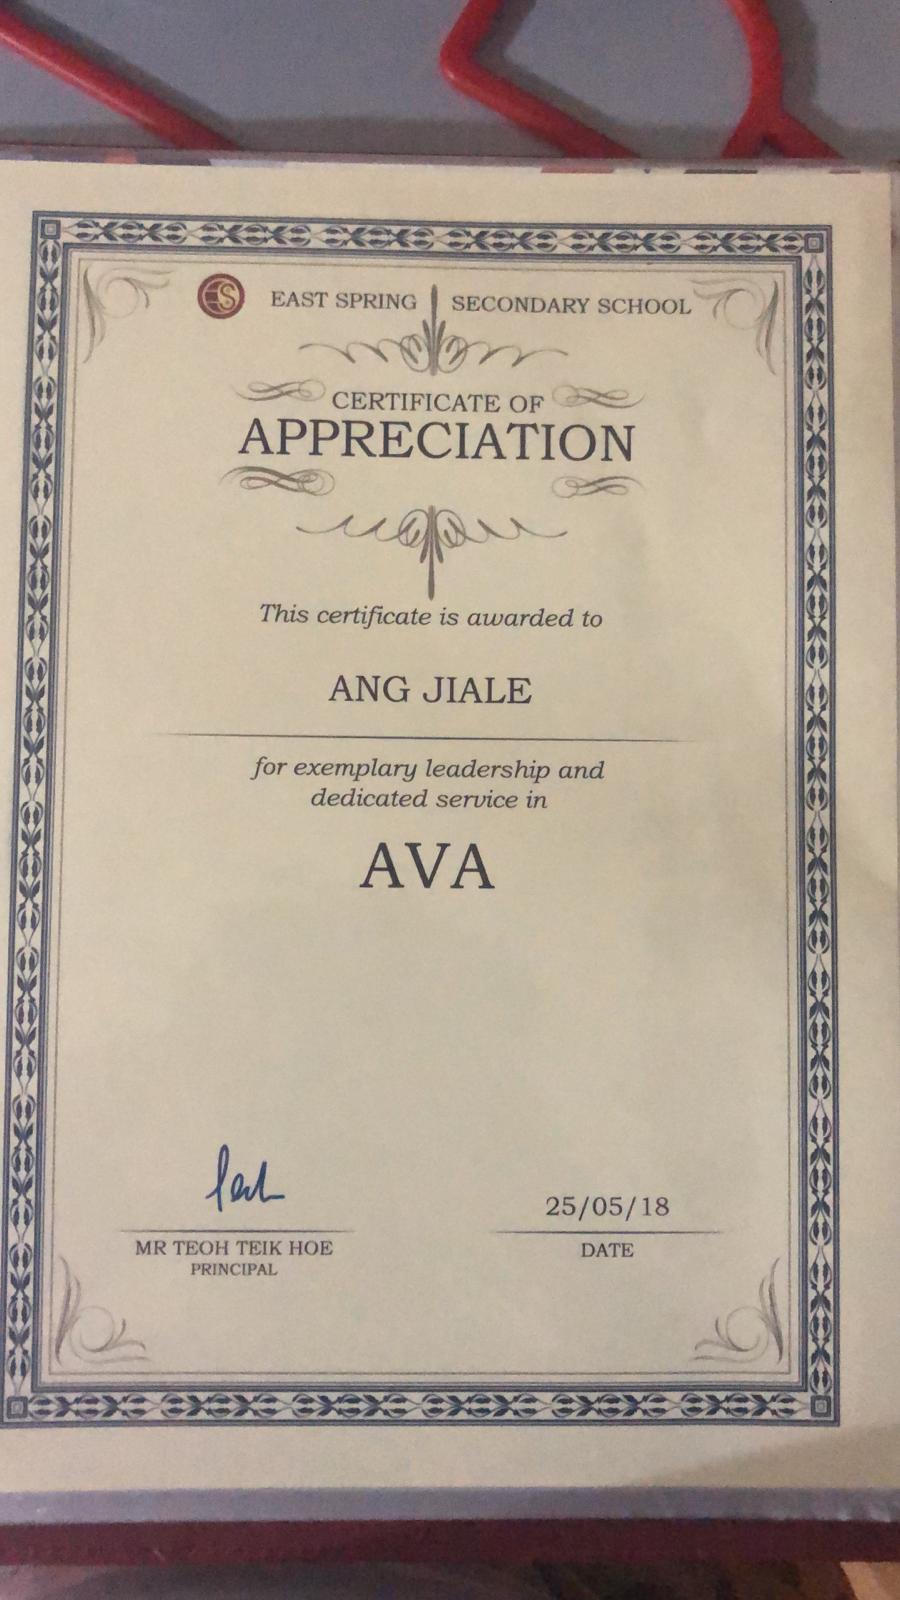 EAST SPRING SECONDARY SCHOOL
CERTIFICATE OF
APPRECIATION
This certificate is awarded to
ANG JIALE
for exemplary leadership and
dedicated service in
AVA
25/05/18
MR TEOH TEIK HOE
PRINCIPAL
DATE